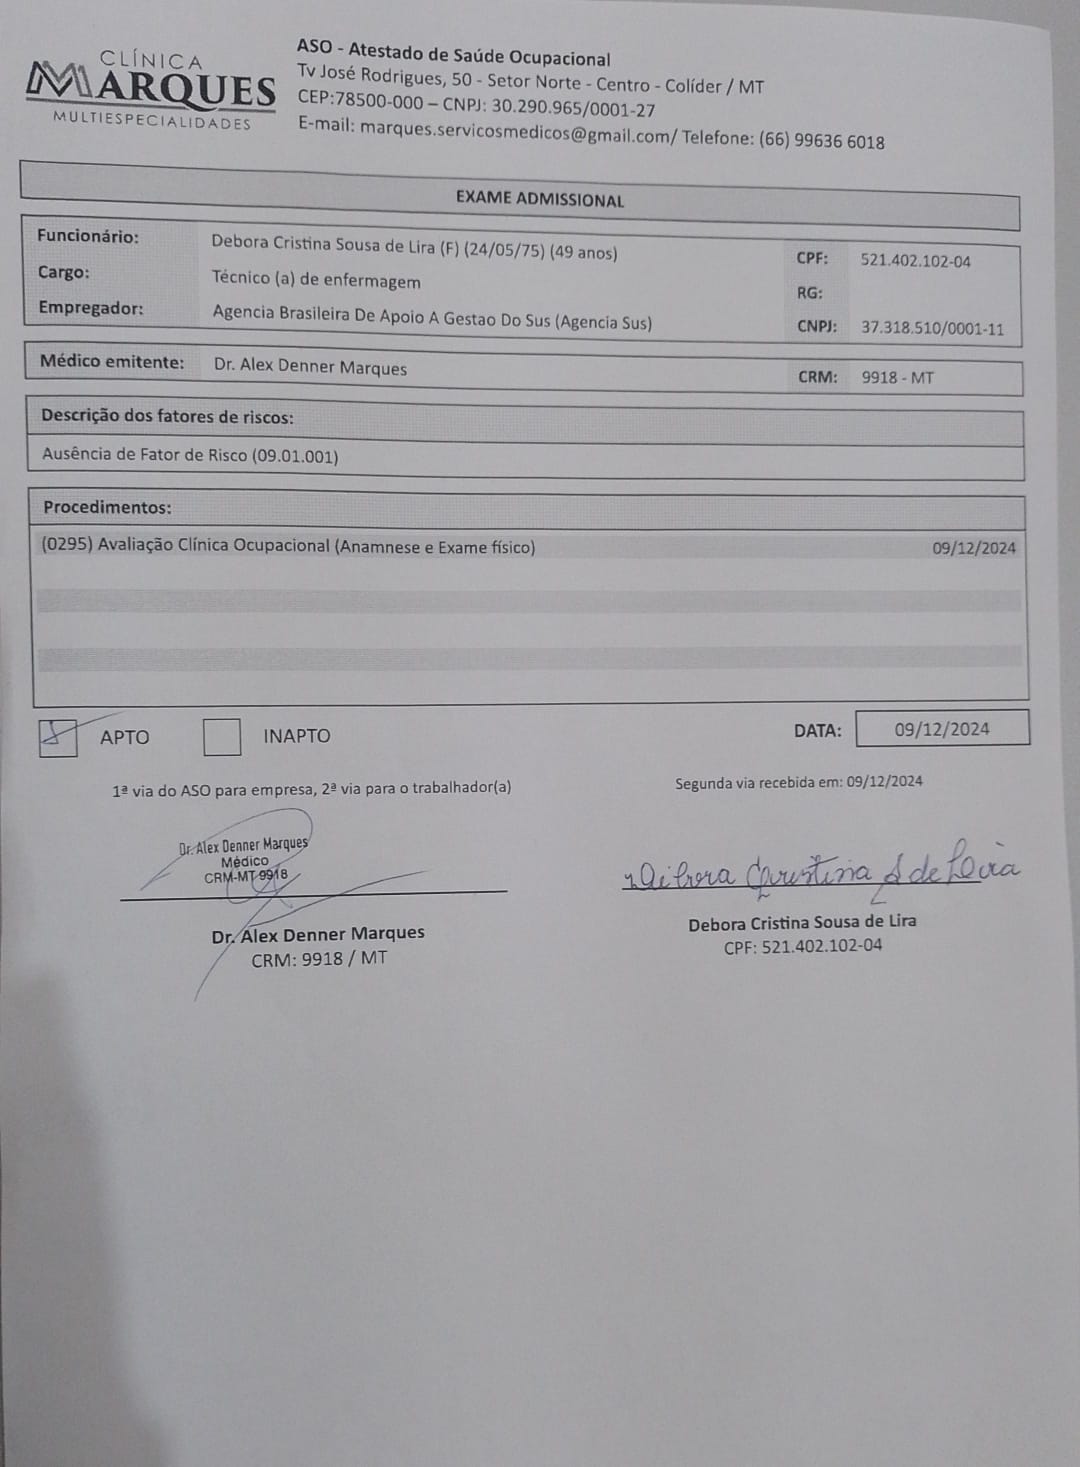 CLÍNICA
MARQUES
MULTIESPECIALIDADES
ASO - Atestado de Saúde Ocupacional
Tv José Rodrigues, 50 - Setor Norte - Centro - Colíder / MT
CEP:78500-000 – CNPJ: 30.290.965/0001-27
E-mail: marques.servicosmedicos@gmail.com/ Telefone: (66) 99636 6018
EXAME ADMISSIONAL
Funcionário: Debora Cristina Sousa de Lira (F) (24/05/75) (49 anos) CPF: 521.402.102-04
Cargo: Técnico (a) de enfermagem RG:
Empregador: Agencia Brasileira De Apoio A Gestao Do Sus (Agencia Sus) CNPJ: 37.318.510/0001-11
Médico emitente: Dr. Alex Denner Marques CRM: 9918 - MT
Descrição dos fatores de riscos:
Ausência de Fator de Risco (09.01.001)
Procedimentos:
(0295) Avaliação Clínica Ocupacional (Anamnese e Exame físico) 09/12/2024
APTO INAPTO DATA: 09/12/2024
1ª via do ASO para empresa, 2ª via para o trabalhador(a) Segunda via recebida em: 09/12/2024
Dr. Alex Denner Marques
Médico
CRM-MT 9918
Debora Cristina S de Lira
Dr. Alex Denner Marques
CRM: 9918 / MT
Debora Cristina Sousa de Lira
CPF: 521.402.102-04